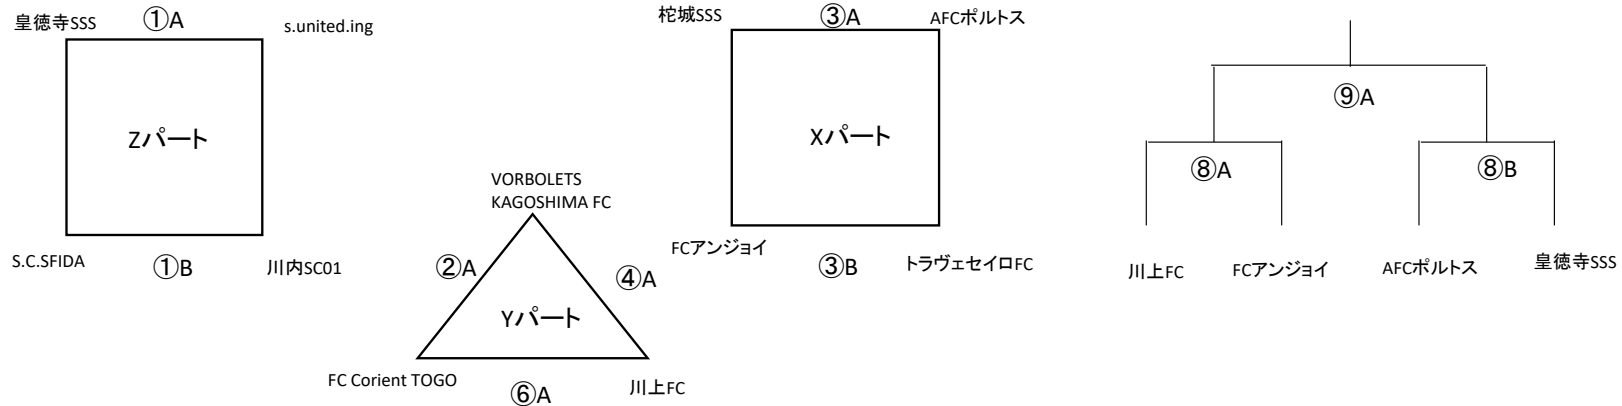 皇徳寺SSS
①A
s.united.ing
Zパート
S.C.SFIDA
①B
川内SC01
VORBOLETS
KAGOSHIMA FC
②A
④A
Yパート
FC Corient TOGO
⑥A
川上FC
柁城SSS
③A
AFCポルトス
Xパート
FCアンジョイ
③B
トラヴェセイロFC
⑨A
⑧A
⑧B
川上FC
FCアンジョイ
AFCポルトス
皇徳寺SSS